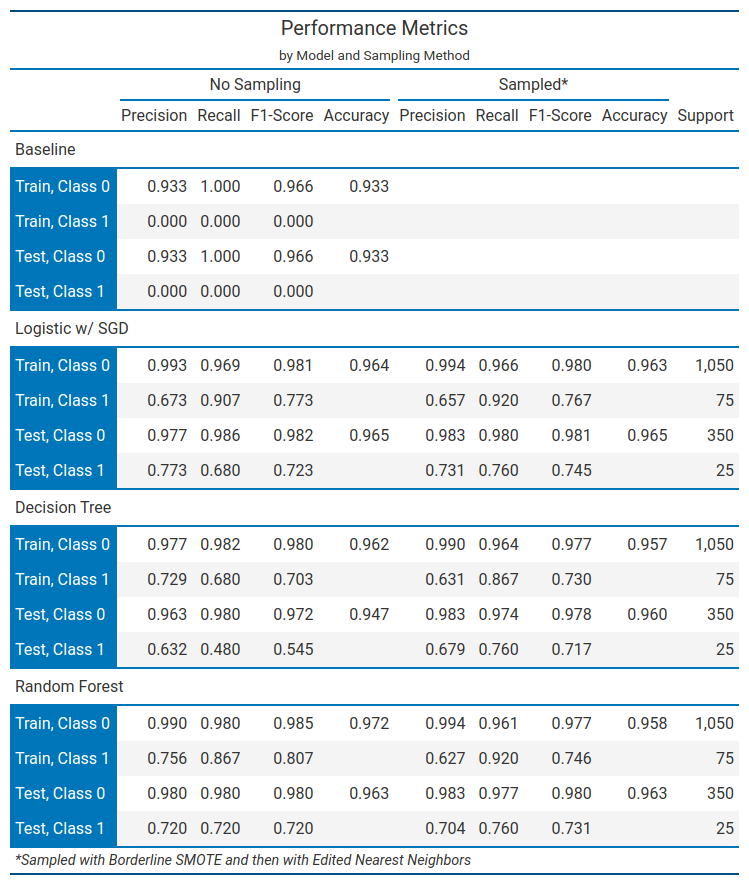 Performance Metrics
by Model and Sampling Method
No Sampling Sampled*
Precision Recall F1-Score Accuracy Precision Recall F1-Score Accuracy Support
Baseline
Train, Class 0 0.933 1.000 0.966 0.933
Train, Class 1 0.000 0.000 0.000
Test, Class 0 0.933 1.000 0.966 0.933
Test, Class 1 0.000 0.000 0.000
Logistic w/ SGD
Train, Class 0 0.993 0.969 0.981 0.964 0.994 0.966 0.980 0.963 1,050
Train, Class 1 0.673 0.907 0.773 0.657 0.920 0.767 75
Test, Class 0 0.977 0.986 0.982 0.965 0.983 0.980 0.981 0.965 350
Test, Class 1 0.773 0.680 0.723 0.731 0.760 0.745 25
Decision Tree
Train, Class 0 0.977 0.982 0.980 0.962 0.990 0.964 0.977 0.957 1,050
Train, Class 1 0.729 0.680 0.703 0.631 0.867 0.730 75
Test, Class 0 0.963 0.980 0.972 0.947 0.983 0.974 0.978 0.960 350
Test, Class 1 0.632 0.480 0.545 0.679 0.760 0.717 25
Random Forest
Train, Class 0 0.990 0.980 0.985 0.972 0.994 0.961 0.977 0.958 1,050
Train, Class 1 0.756 0.867 0.807 0.627 0.920 0.746 75
Test, Class 0 0.980 0.980 0.980 0.963 0.983 0.977 0.980 0.963 350
Test, Class 1 0.720 0.720 0.720 0.704 0.760 0.731 25
*Sampled with Borderline SMOTE and then with Edited Nearest Neighbors